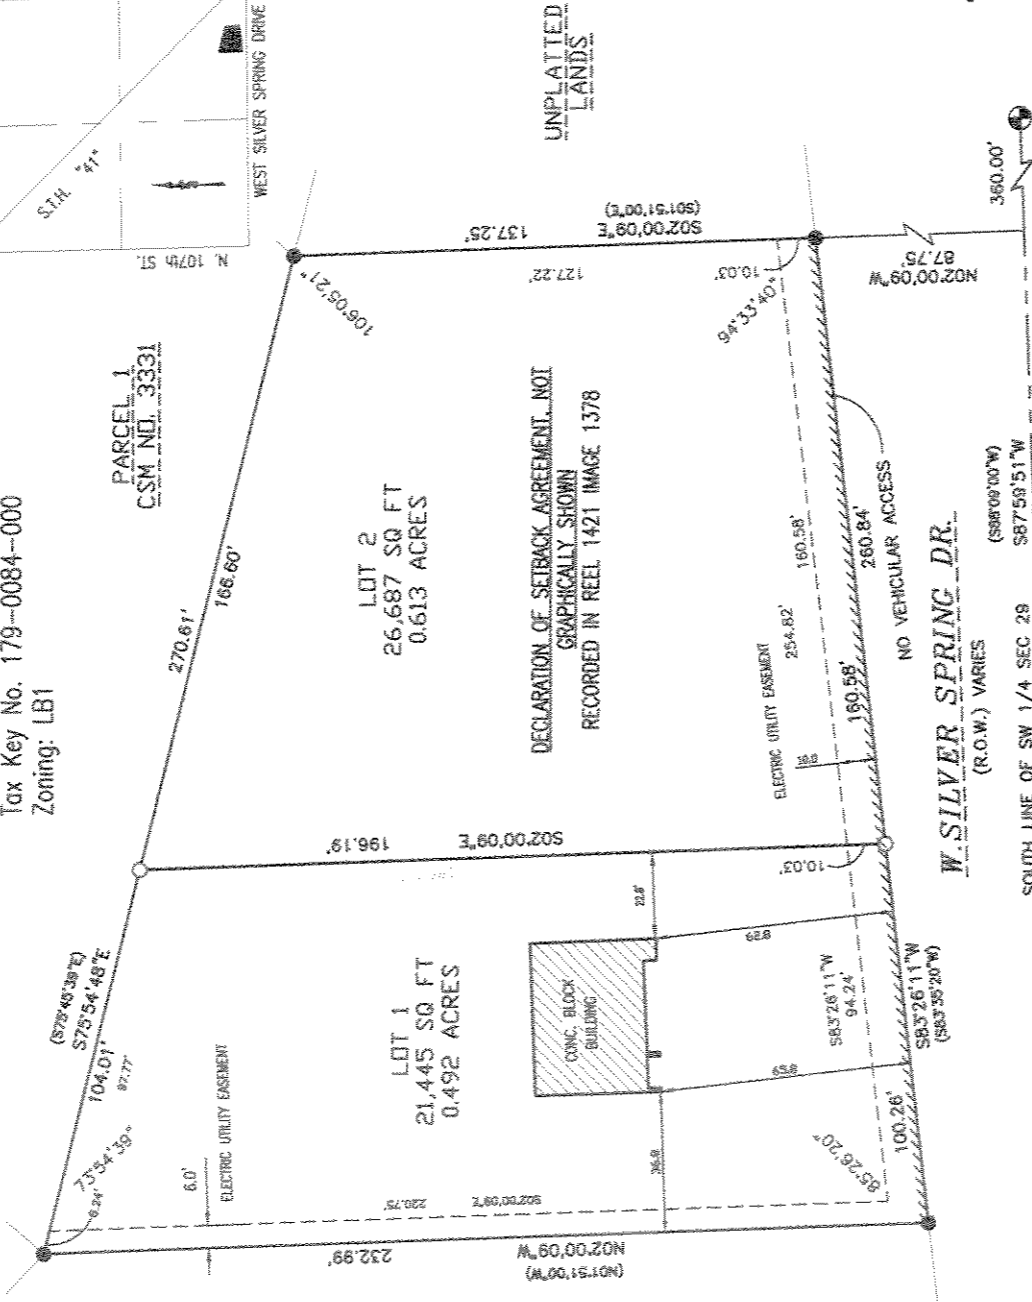 Tax Key No. 179-0084-000
Zoning: LB1
S.T.H. "41"
N. 107th ST.
WEST SILVER SPRING DRIVE
PARCEL 1
CSM NO. 3331
UNPLATTED
LANDS
270.61'
166.60'
106°05'21"
137.25'
S02°00'09"E
(S01°51'00"E)
127.22'
10.03'
94°33'40"
N02°00'09"W
87.75'
360.00'
LOT 2
26,687 SQ FT
0.613 ACRES
DECLARATION OF SETBACK AGREEMENT, NOT
GRAPHICALLY SHOWN
RECORDED IN REEL 1421 IMAGE 1378
ELECTRIC UTILITY EASEMENT
254.82'
160.58'
160.58'
260.84'
NO VEHICULAR ACCESS
W. SILVER SPRING DR.
(R.O.W.) VARIES
(S88°09'00"W)
S87°59'51"W
SOUTH LINE OF SW 1/4 SEC 29
196.19'
S02°00'09"E
10.03'
(S75°45'39"E)
S75°54'48"E
104.01'
97.77'
73°54'39"
6.24'
6.0'
ELECTRIC UTILITY EASEMENT
LOT 1
21,445 SQ FT
0.492 ACRES
CONC. BLOCK
BUILDING
220.75'
S02°00'09"E
232.99'
N02°00'09"W
(N01°51'00"W)
S83°26'11"W
94.24'
85°26'20"
100.26'
S83°26'11"W
(S83°35'20"W)